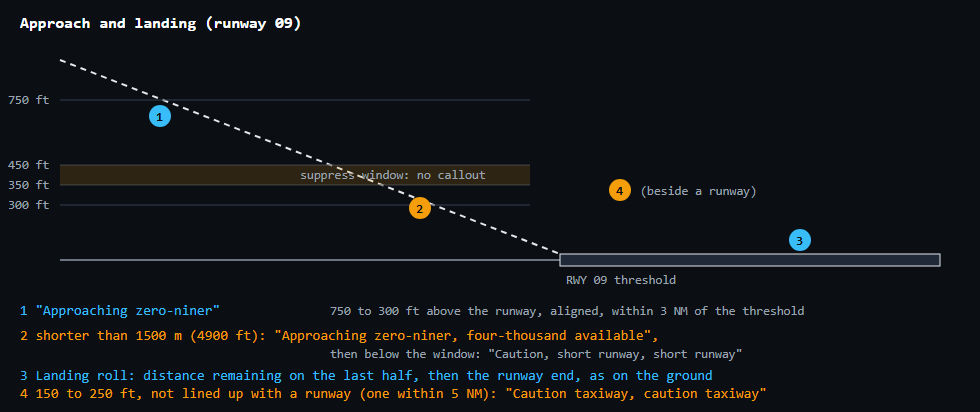 Approach and landing (runway 09)
750 ft
1
450 ft
suppress window: no callout
350 ft
4 (beside a runway)
300 ft
2
3
RWY 09 threshold
1 "Approaching zero-niner" 750 to 300 ft above the runway, aligned, within 3 NM of the threshold
2 shorter than 1500 m (4900 ft): "Approaching zero-niner, four-thousand available",
then below the window: "Caution, short runway, short runway"
3 Landing roll: distance remaining on the last half, then the runway end, as on the ground
4 150 to 250 ft, not lined up with a runway (one within 5 NM): "Caution taxiway, caution taxiway"